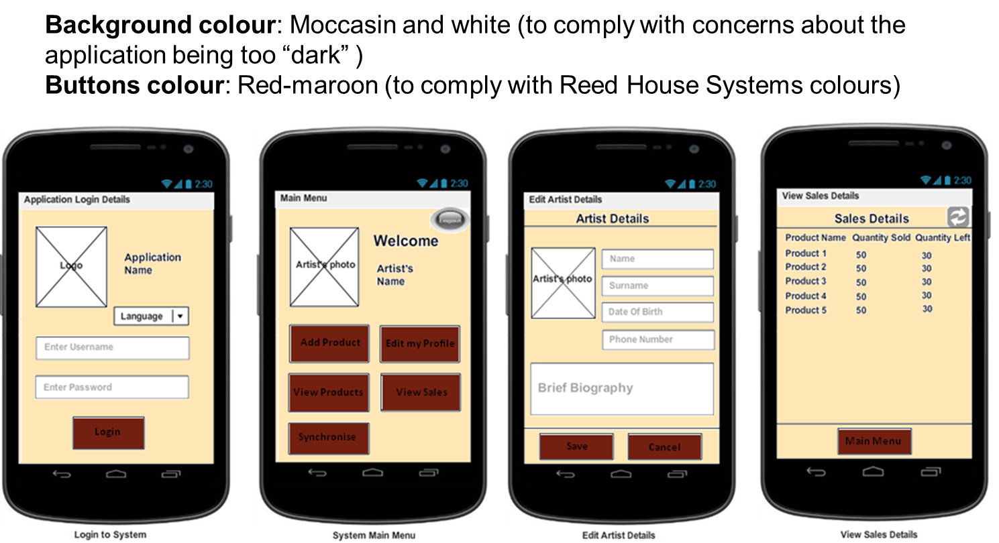 Background colour: Moccasin and white (to comply with concerns about the
application being too “dark” )
Buttons colour: Red-maroon (to comply with Reed House Systems colours)
2:30
Application Login Details
Logo
Application
Name
Language
Enter Username
Enter Password
Login
Login to System
2:30
Main Menu
Logout
Welcome
Artist's photo
Artist's
Name
Add Product
Edit my Profile
View Products
View Sales
Synchronise
System Main Menu
2:30
Edit Artist Details
Artist Details
Artist's photo
Name
Surname
Date Of Birth
Phone Number
Brief Biography
Save
Cancel
Edit Artist Details
2:30
View Sales Details
Sales Details
Product Name Quantity Sold Quantity Left
Product 1 50 30
Product 2 50 30
Product 3 50 30
Product 4 50 30
Product 5 50 30
Main Menu
View Sales Details